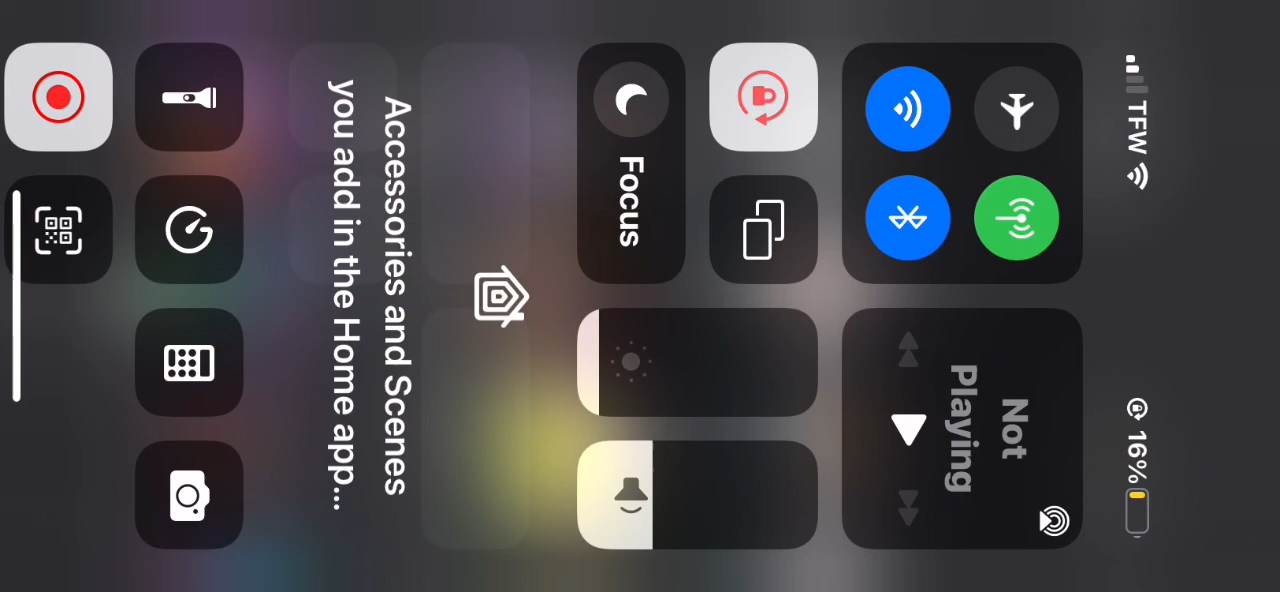 TFW
16%
Not
Playing
Focus
Accessories and Scenes
you add in the Home app...